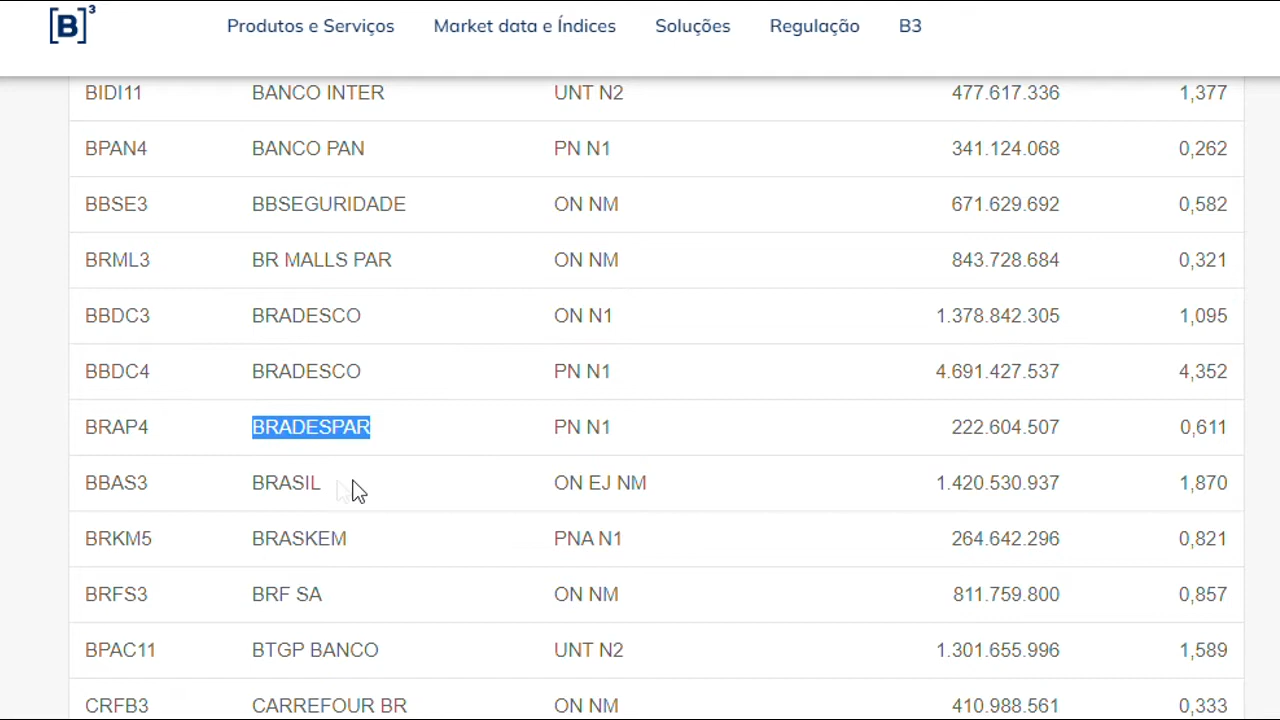 [B]³ Produtos e Serviços Market data e Índices Soluções Regulação B3
BIDI11 BANCO INTER UNT N2 477.617.336 1,377
BPAN4 BANCO PAN PN N1 341.124.068 0,262
BBSE3 BBSEGURIDADE ON NM 671.629.692 0,582
BRML3 BR MALLS PAR ON NM 843.728.684 0,321
BBDC3 BRADESCO ON N1 1.378.842.305 1,095
BBDC4 BRADESCO PN N1 4.691.427.537 4,352
BRAP4 BRADESPAR PN N1 222.604.507 0,611
BBAS3 BRASIL ON EJ NM 1.420.530.937 1,870
BRKM5 BRASKEM PNA N1 264.642.296 0,821
BRFS3 BRF SA ON NM 811.759.800 0,857
BPAC11 BTGP BANCO UNT N2 1.301.655.996 1,589
CRFB3 CARREFOUR BR ON NM 410.988.561 0,333